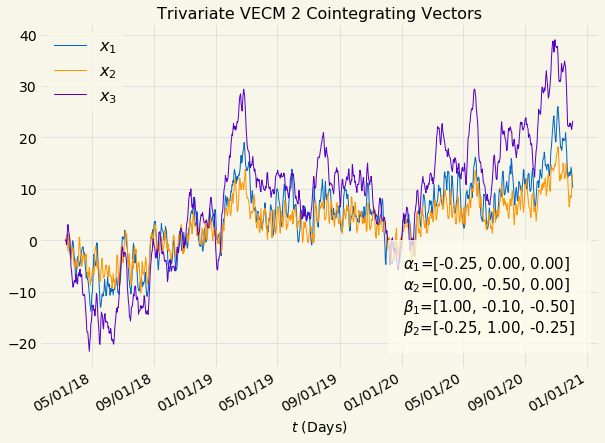 Trivariate VECM 2 Cointegrating Vectors
x₁
x₂
x₃
40
30
20
10
0
−10
−20
α₁=[-0.25, 0.00, 0.00]
α₂=[0.00, -0.50, 0.00]
β₁=[1.00, -0.10, -0.50]
β₂=[-0.25, 1.00, -0.25]
05/01/18
09/01/18
01/01/19
05/01/19
09/01/19
01/01/20
05/01/20
09/01/20
01/01/21
t (Days)